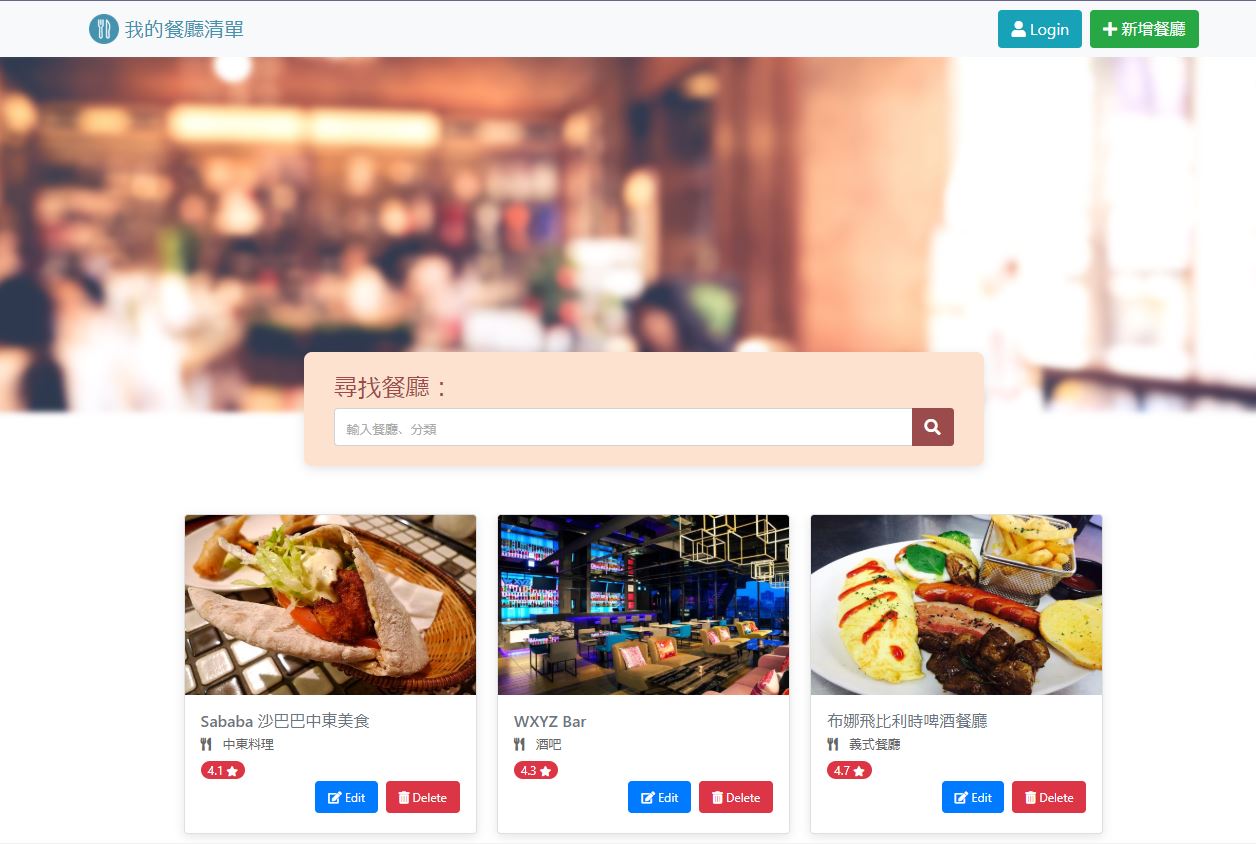 我的餐廳清單
Login
新增餐廳
尋找餐廳：
輸入餐廳、分類
Sababa 沙巴巴中東美食
中東料理
4.1
Edit
Delete
WXYZ Bar
酒吧
4.3
Edit
Delete
布娜飛比利時啤酒餐廳
義式餐廳
4.7
Edit
Delete